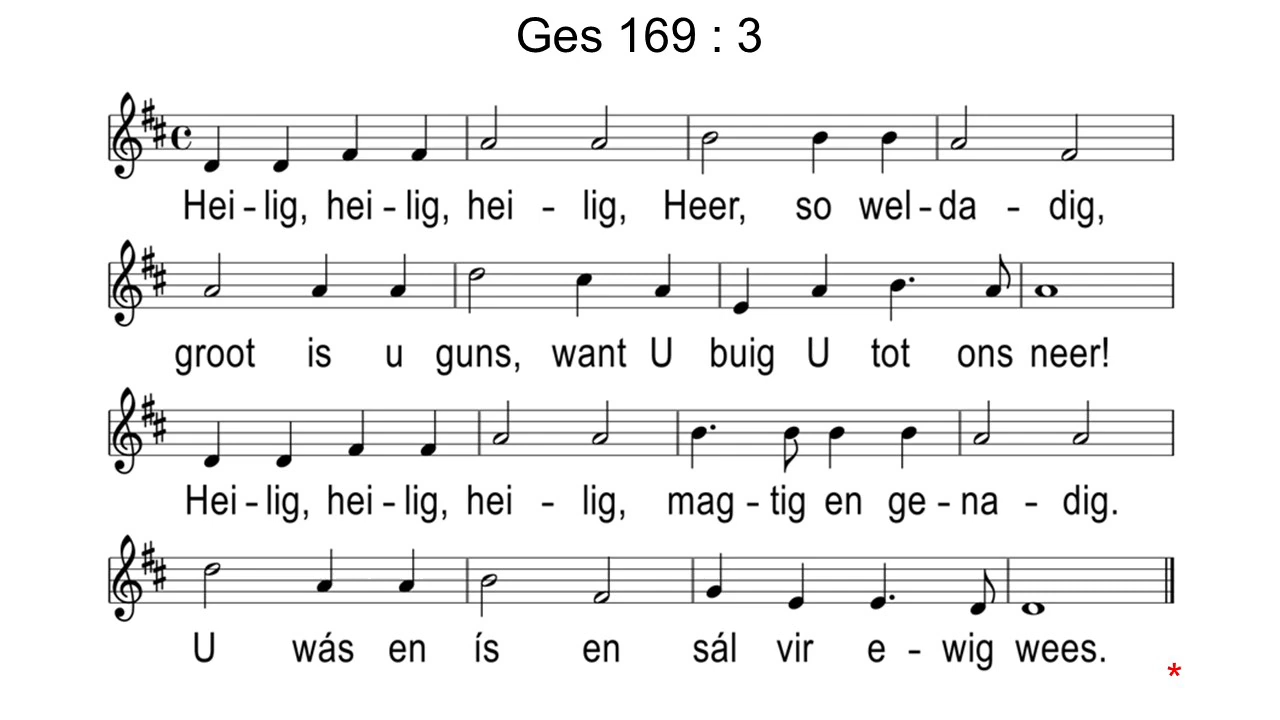 Ges 169 : 3
Hei - lig, hei - lig, hei - lig, Heer, so wel - da - dig,
groot is u guns, want U buig U tot ons neer!
Hei - lig, hei - lig, hei - lig, mag - tig en ge - na - dig.
U wás en ís en sál vir e - wig wees.
*